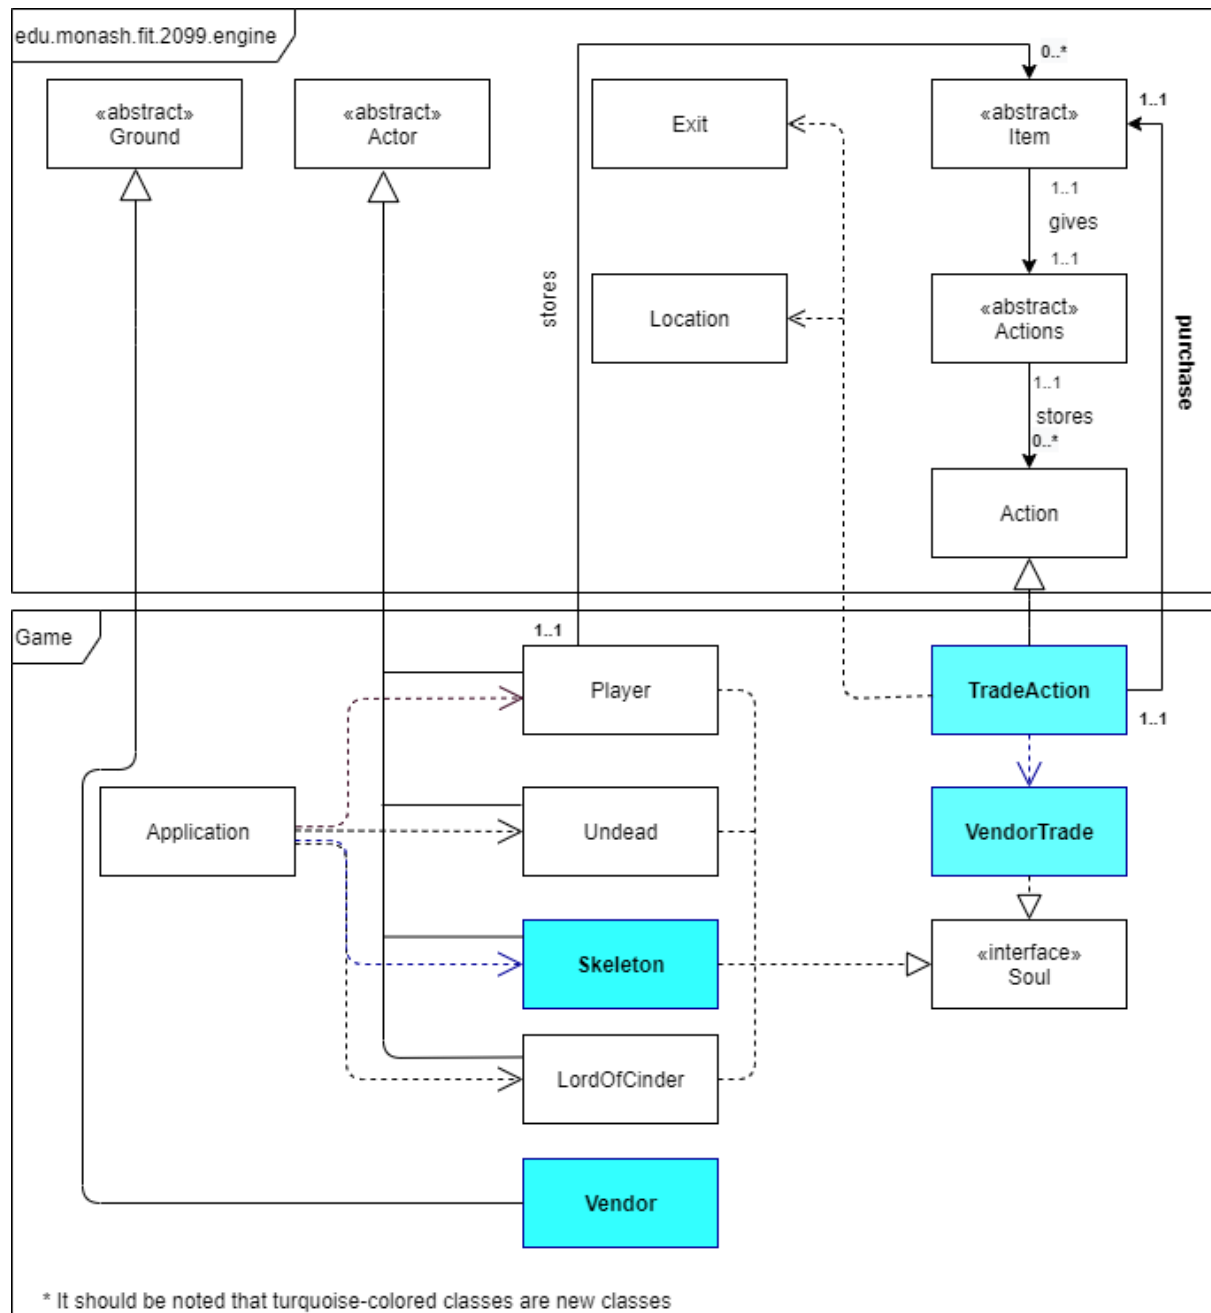 edu.monash.fit.2099.engine
0..*
«abstract»
Ground
«abstract»
Actor
Exit
«abstract»
Item
1..1
1..1
gives
1..1
stores
Location
«abstract»
Actions
purchase
1..1
stores
0..*
Action
Game
1..1
Player
TradeAction
1..1
Application
Undead
VendorTrade
Skeleton
«interface»
Soul
LordOfCinder
Vendor
* It should be noted that turquoise-colored classes are new classes